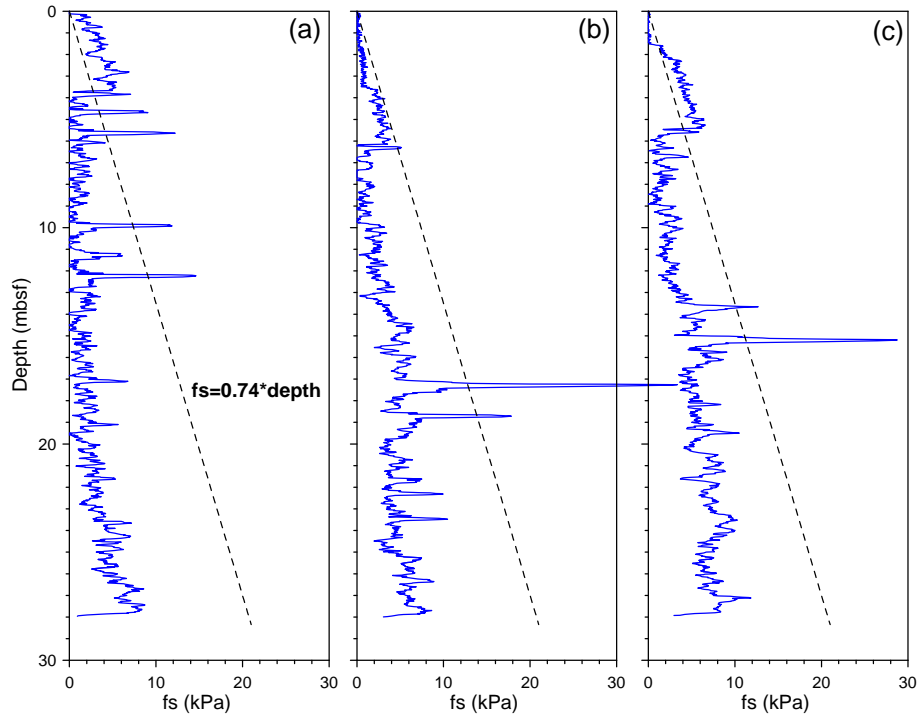 (a)
(b)
(c)
0
10
20
30
Depth (mbsf)
fs=0.74*depth
0 10 20 30
0 10 20 30
0 10 20 30
fs (kPa)
fs (kPa)
fs (kPa)